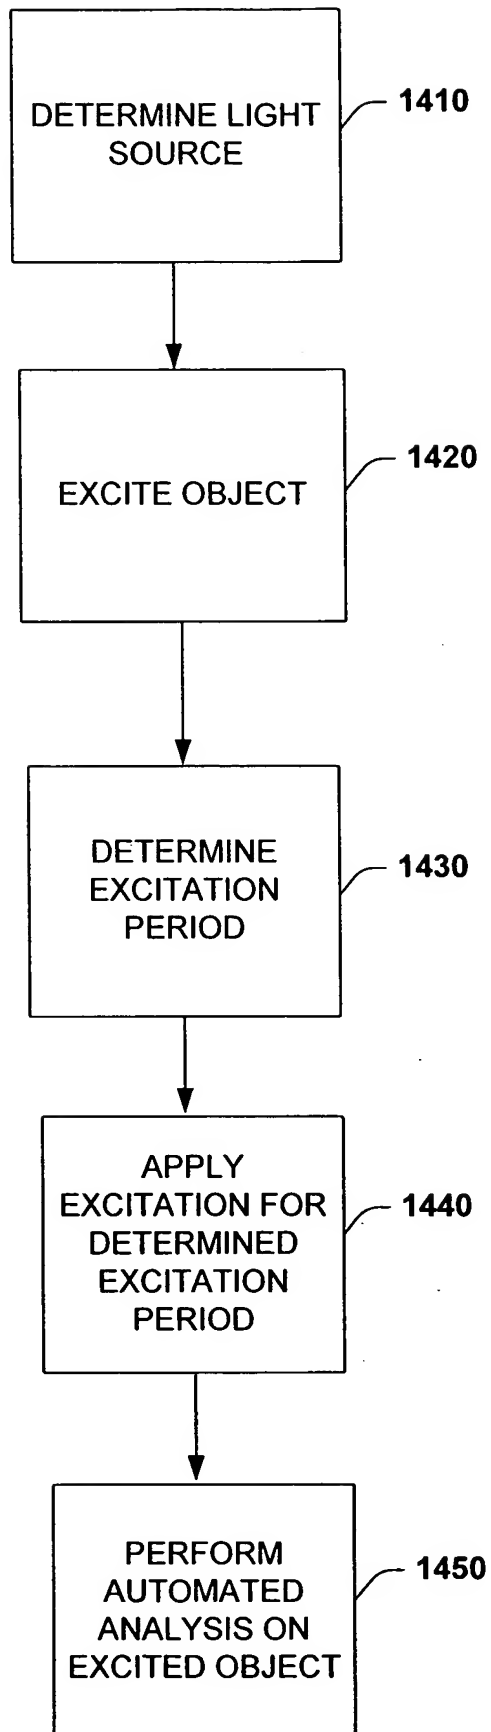 DETERMINE LIGHT
SOURCE
1410
EXCITE OBJECT
1420
DETERMINE
EXCITATION
PERIOD
1430
APPLY
EXCITATION FOR
DETERMINED
EXCITATION
PERIOD
1440
PERFORM
AUTOMATED
ANALYSIS ON
EXCITED OBJECT
1450